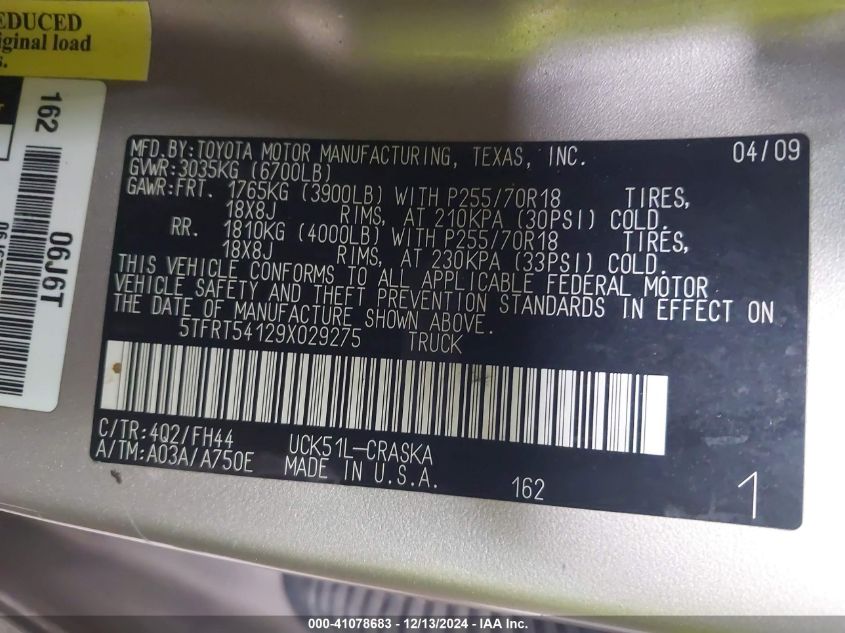 EDUCED
iginal load
s.
162
06J6T
MFD. BY: TOYOTA MOTOR MANUFACTURING, TEXAS, INC. 04/09
GVWR: 3035KG (6700LB)
GAWR: FRT. 1765KG (3900LB) WITH P255/70R18 TIRES,
18X8J RIMS, AT 210KPA (30PSI) COLD.
RR. 1810KG (4000LB) WITH P255/70R18 TIRES,
18X8J RIMS, AT 230KPA (33PSI) COLD.
THIS VEHICLE CONFORMS TO ALL APPLICABLE FEDERAL MOTOR
VEHICLE SAFETY AND THEFT PREVENTION STANDARDS IN EFFECT ON
THE DATE OF MANUFACTURE SHOWN ABOVE.
5TFRT54129X029275 TRUCK
C/TR: 4Q2/FH44 UCK51L-CRASKA
A/TM: A03A/A750E MADE IN U.S.A. 162 1
000-41078683 - 12/13/2024 - IAA Inc.